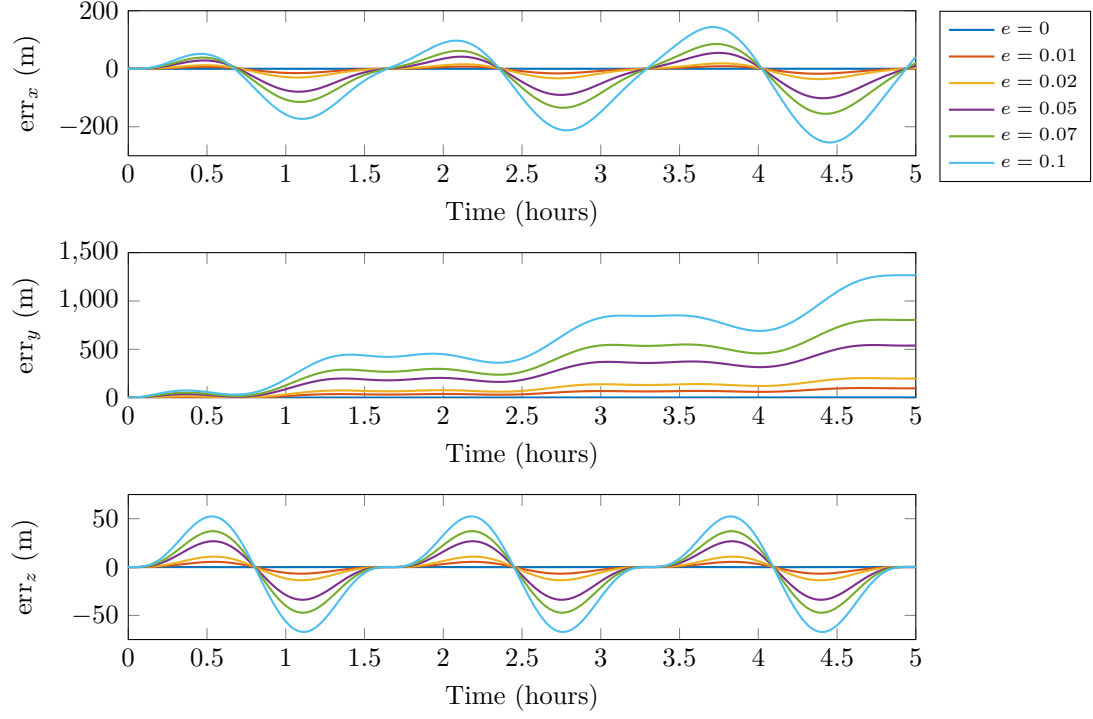 200
0
−200
err_x (m)
0 0.5 1 1.5 2 2.5 3 3.5 4 4.5 5
Time (hours)
e = 0
e = 0.01
e = 0.02
e = 0.05
e = 0.07
e = 0.1
1,500
1,000
500
0
err_y (m)
0 0.5 1 1.5 2 2.5 3 3.5 4 4.5 5
Time (hours)
50
0
−50
err_z (m)
0 0.5 1 1.5 2 2.5 3 3.5 4 4.5 5
Time (hours)